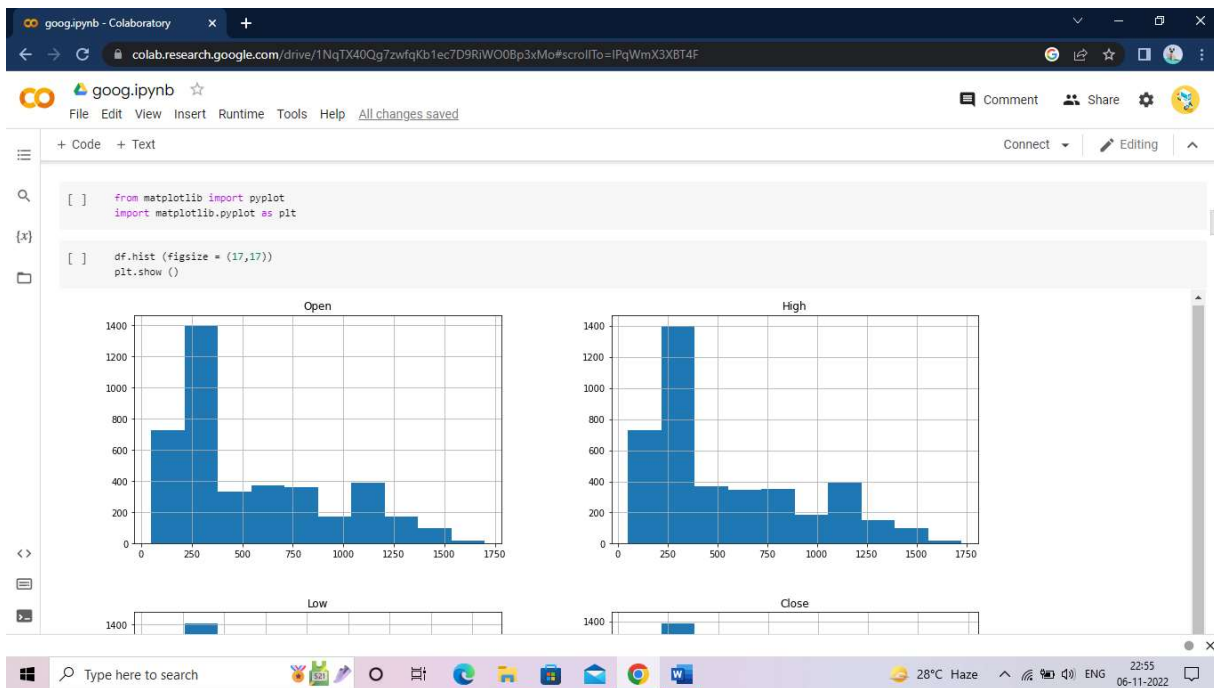 goog.ipynb - Colaboratory
colab.research.google.com/drive/1NqTX40Qg7zwfqKb1ec7D9RiWO0Bp3xMo#scrollTo=IPqWmX3XBT4F
CO
goog.ipynb
Comment
Share
File Edit View Insert Runtime Tools Help All changes saved
+ Code + Text
Connect
Editing
[ ] from matplotlib import pyplot
import matplotlib.pyplot as plt
{x}
[ ] df.hist (figsize = (17,17))
plt.show ()
Open
1400
1200
1000
800
600
400
200
0
0 250 500 750 1000 1250 1500 1750
High
1400
1200
1000
800
600
400
200
0
0 250 500 750 1000 1250 1500 1750
Low
1400
Close
1400
Type here to search
W
28°C Haze
ENG
22:55
06-11-2022